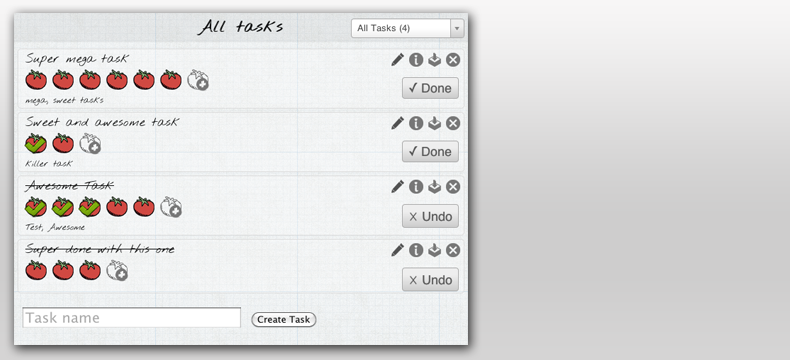 All tasks
All Tasks (4)
Super mega task
mega, sweet tasks
✓ Done
Sweet and awesome task
Killer task
✓ Done
Awesome Task
Test, Awesome
X Undo
Super done with this one
X Undo
Task name
Create Task